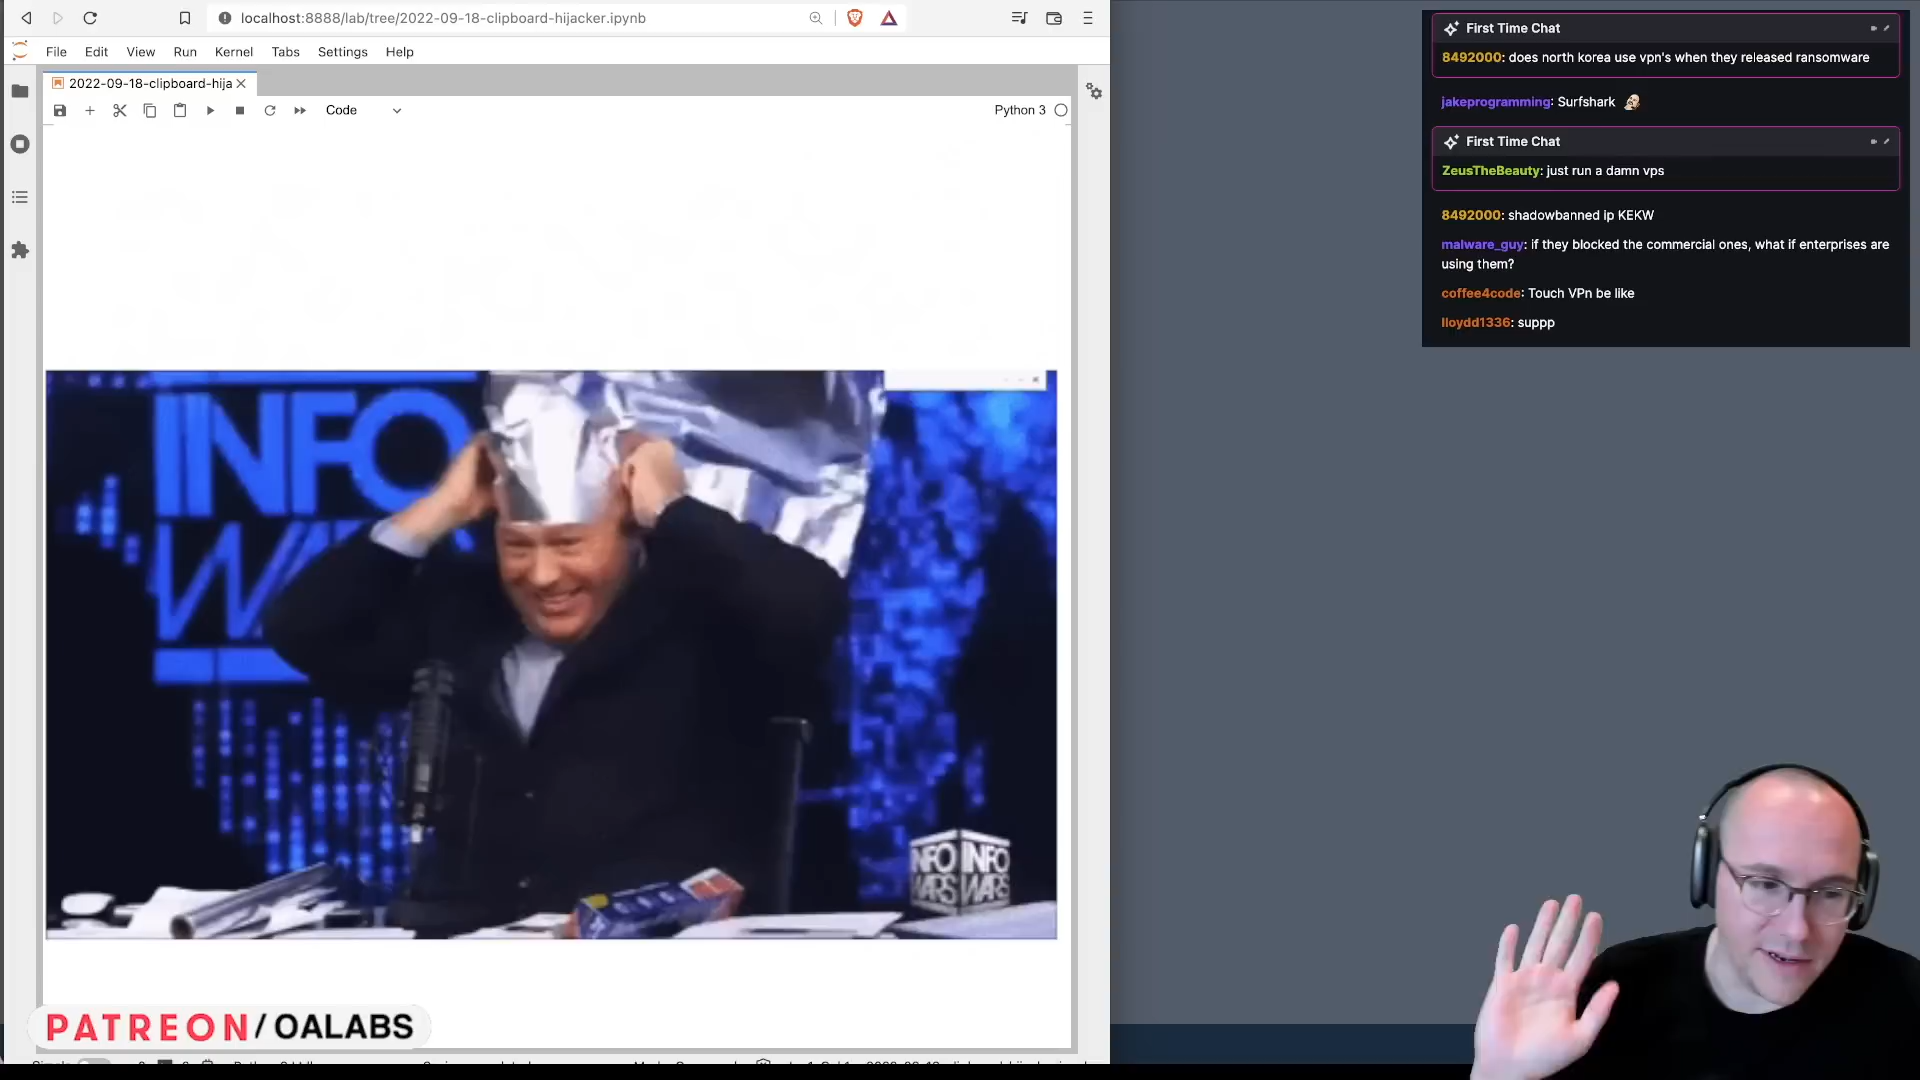 localhost:8888/lab/tree/2022-09-18-clipboard-hijacker.ipynb
File Edit View Run Kernel Tabs Settings Help
2022-09-18-clipboard-hija
Code
Python 3
INFO
INFO INFO
WARS WARS
PATREON/OALABS
First Time Chat
8492000: does north korea use vpn's when they released ransomware
jakeprogramming: Surfshark
First Time Chat
ZeusTheBeauty: just run a damn vps
8492000: shadowbanned ip KEKW
malware_guy: if they blocked the commercial ones, what if enterprises are
using them?
coffee4code: Touch VPn be like
lloydd1336: suppp